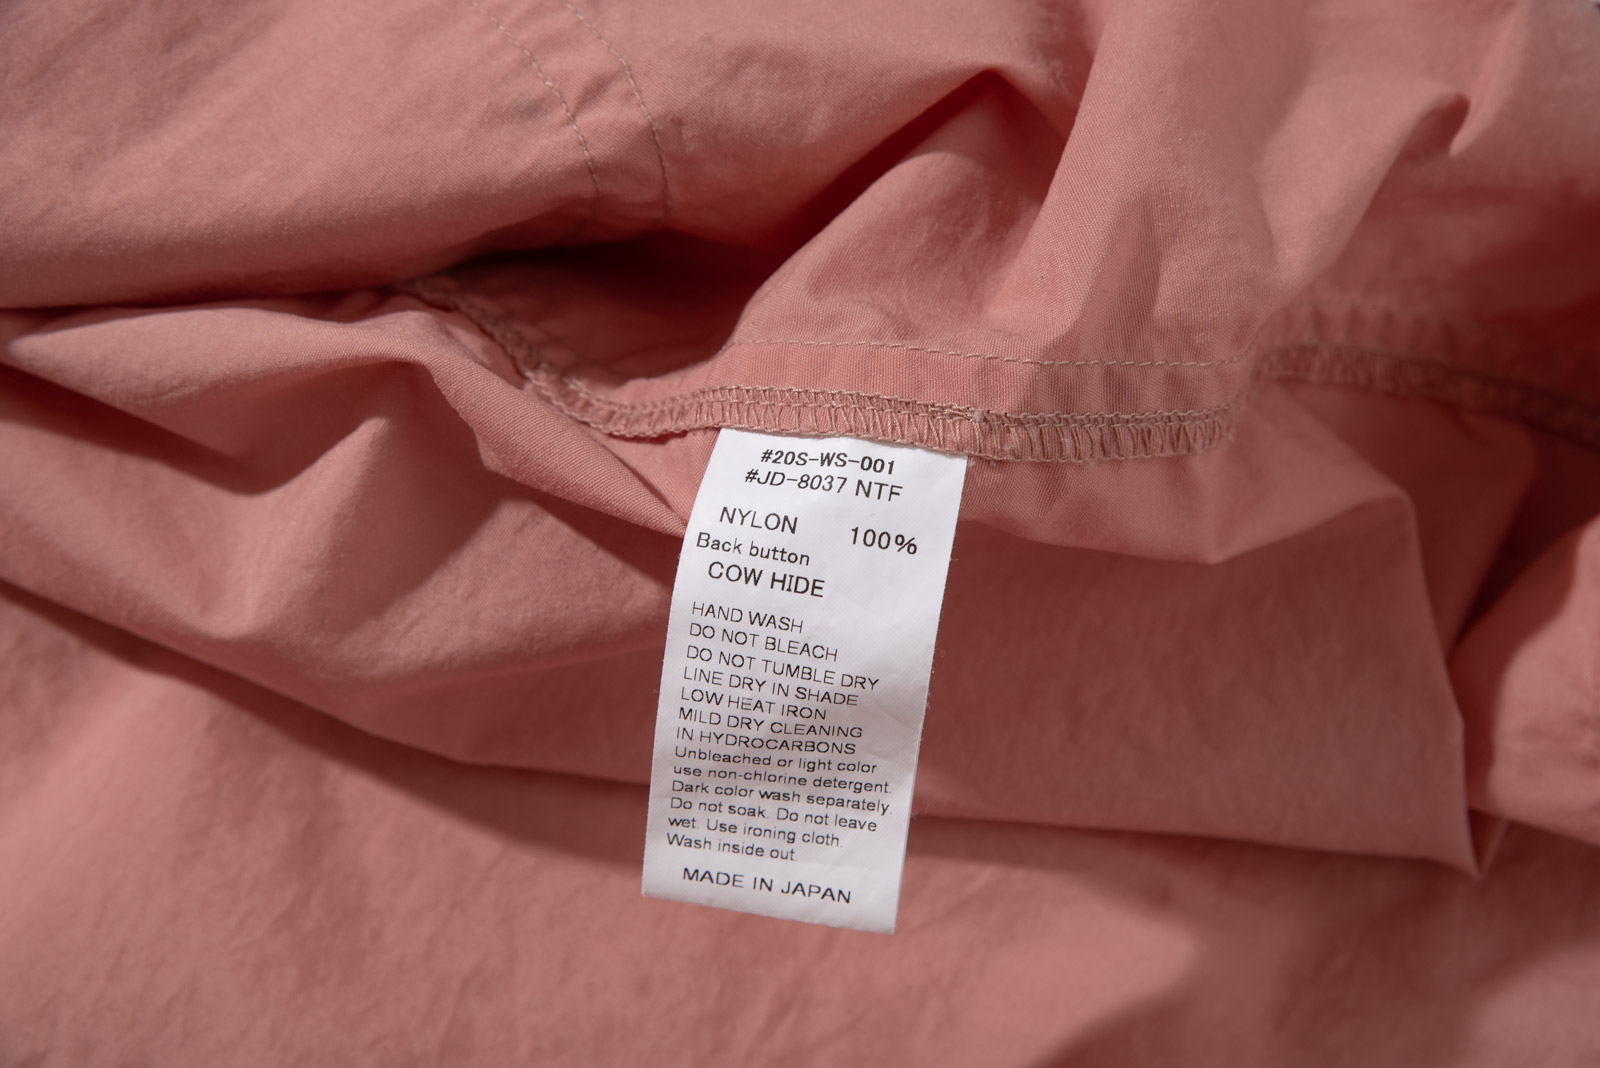 #20S-WS-001
#JD-8037 NTF
NYLON 100%
Back button
COW HIDE
HAND WASH
DO NOT BLEACH
DO NOT TUMBLE DRY
LINE DRY IN SHADE
LOW HEAT IRON
MILD DRY CLEANING
IN HYDROCARBONS
Unbleached or light color
use non-chlorine detergent.
Dark color wash separately.
Do not soak. Do not leave
wet. Use ironing cloth.
Wash inside out.
MADE IN JAPAN